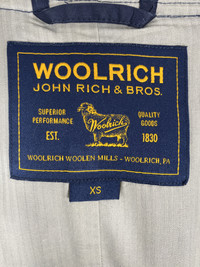 WOOLRICH
JOHN RICH & BROS.
SUPERIOR PERFORMANCE
QUALITY GOODS
Woolrich
EST.
1830
WOOLRICH WOOLEN MILLS - WOOLRICH, PA
XS